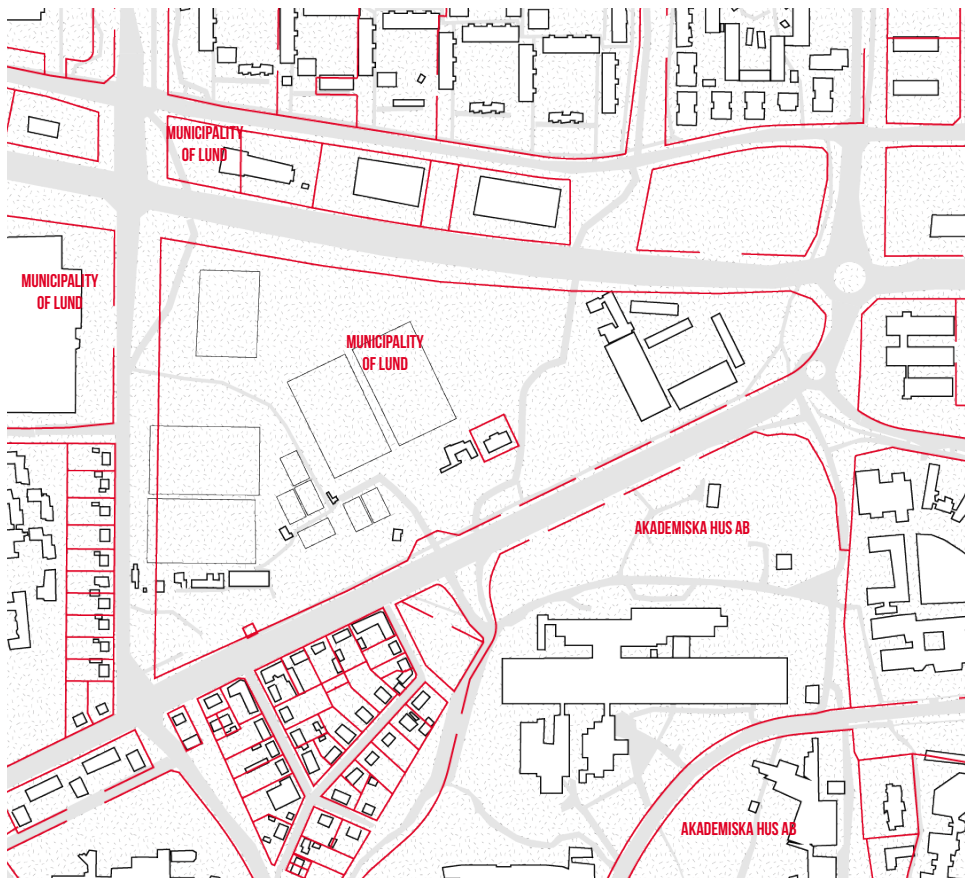 MUNICIPALITY
OF LUND
MUNICIPALITY
OF LUND
MUNICIPALITY
OF LUND
AKADEMISKA HUS AB
AKADEMISKA HUS AB